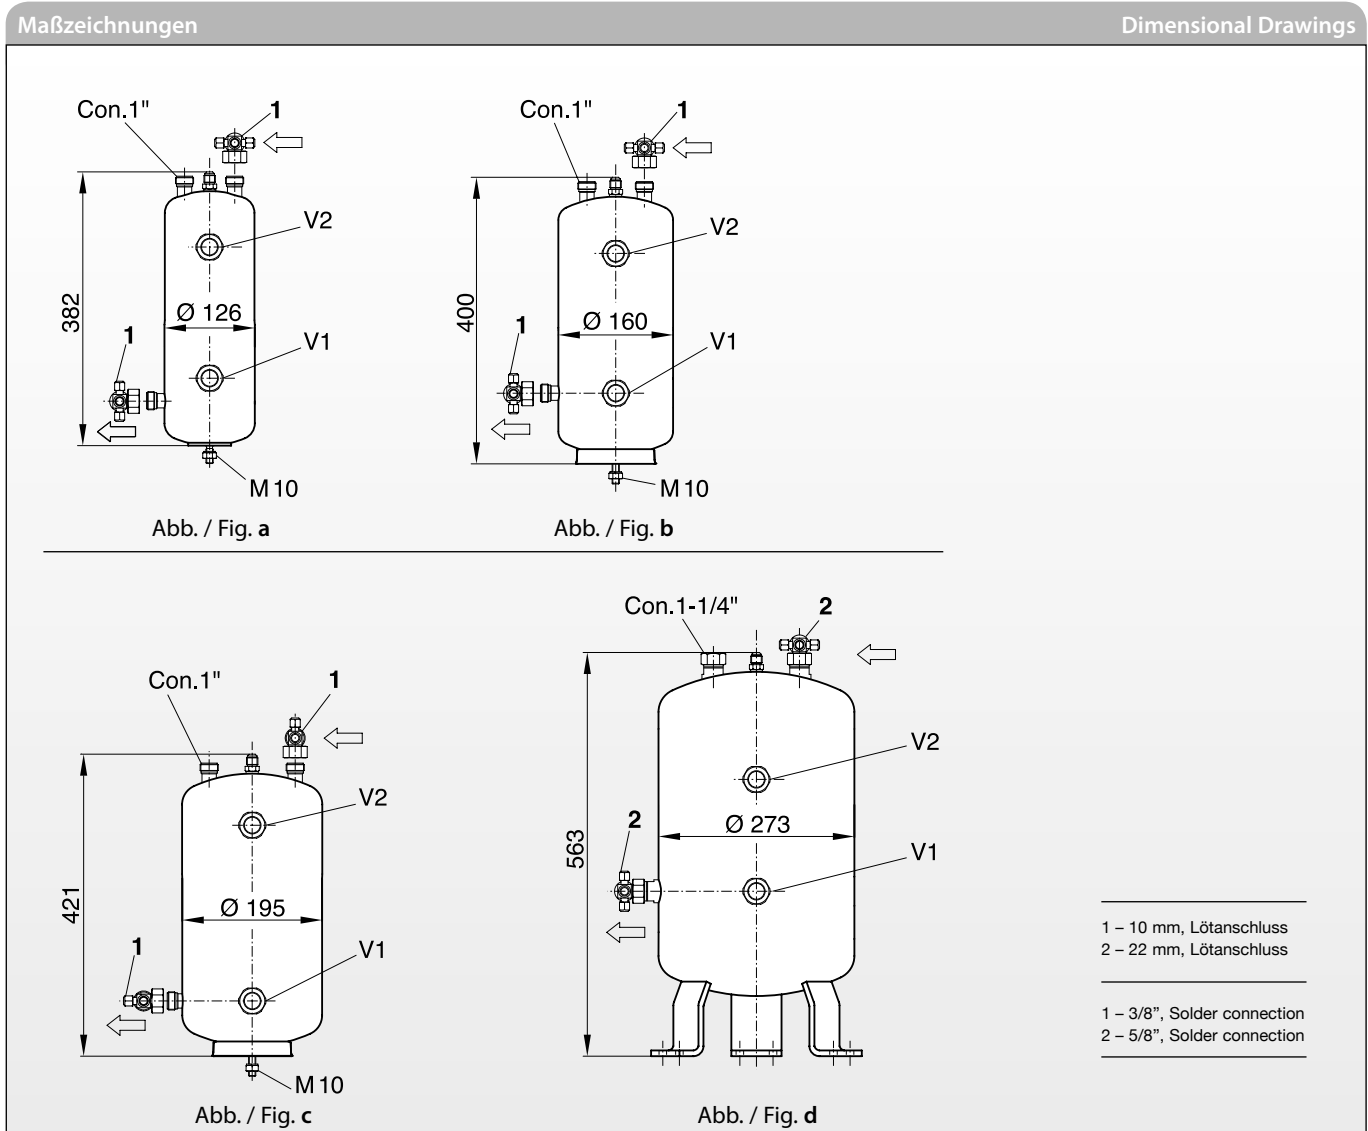 Maßzeichnungen
Dimensional Drawings
Con.1"
1
V2
382
Ø 126
1
V1
M 10
Abb. / Fig. a
Con.1"
1
V2
400
Ø 160
1
V1
M 10
Abb. / Fig. b
Con.1"
1
V2
421
Ø 195
1
V1
M 10
Abb. / Fig. c
Con.1-1/4"
2
V2
563
Ø 273
2
V1
Abb. / Fig. d
1 – 10 mm, Lötanschluss
2 – 22 mm, Lötanschluss
1 – 3/8”, Solder connection
2 – 5/8”, Solder connection